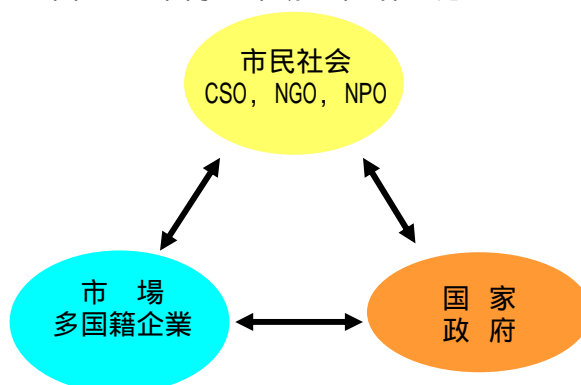 市民社会
CSO, NGO, NPO
市　場
多国籍企業
国 家
政 府